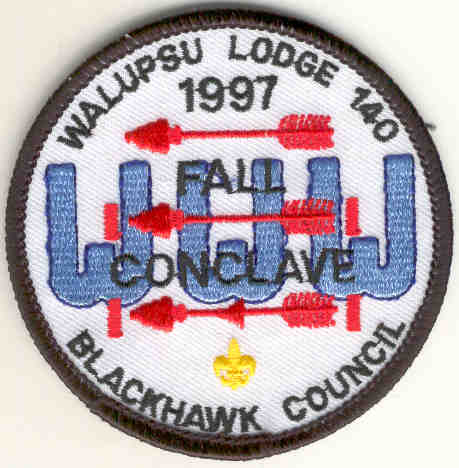 WALUPSU LODGE 140
1997
FALL
WWW
CONCLAVE
BLACKHAWK COUNCIL